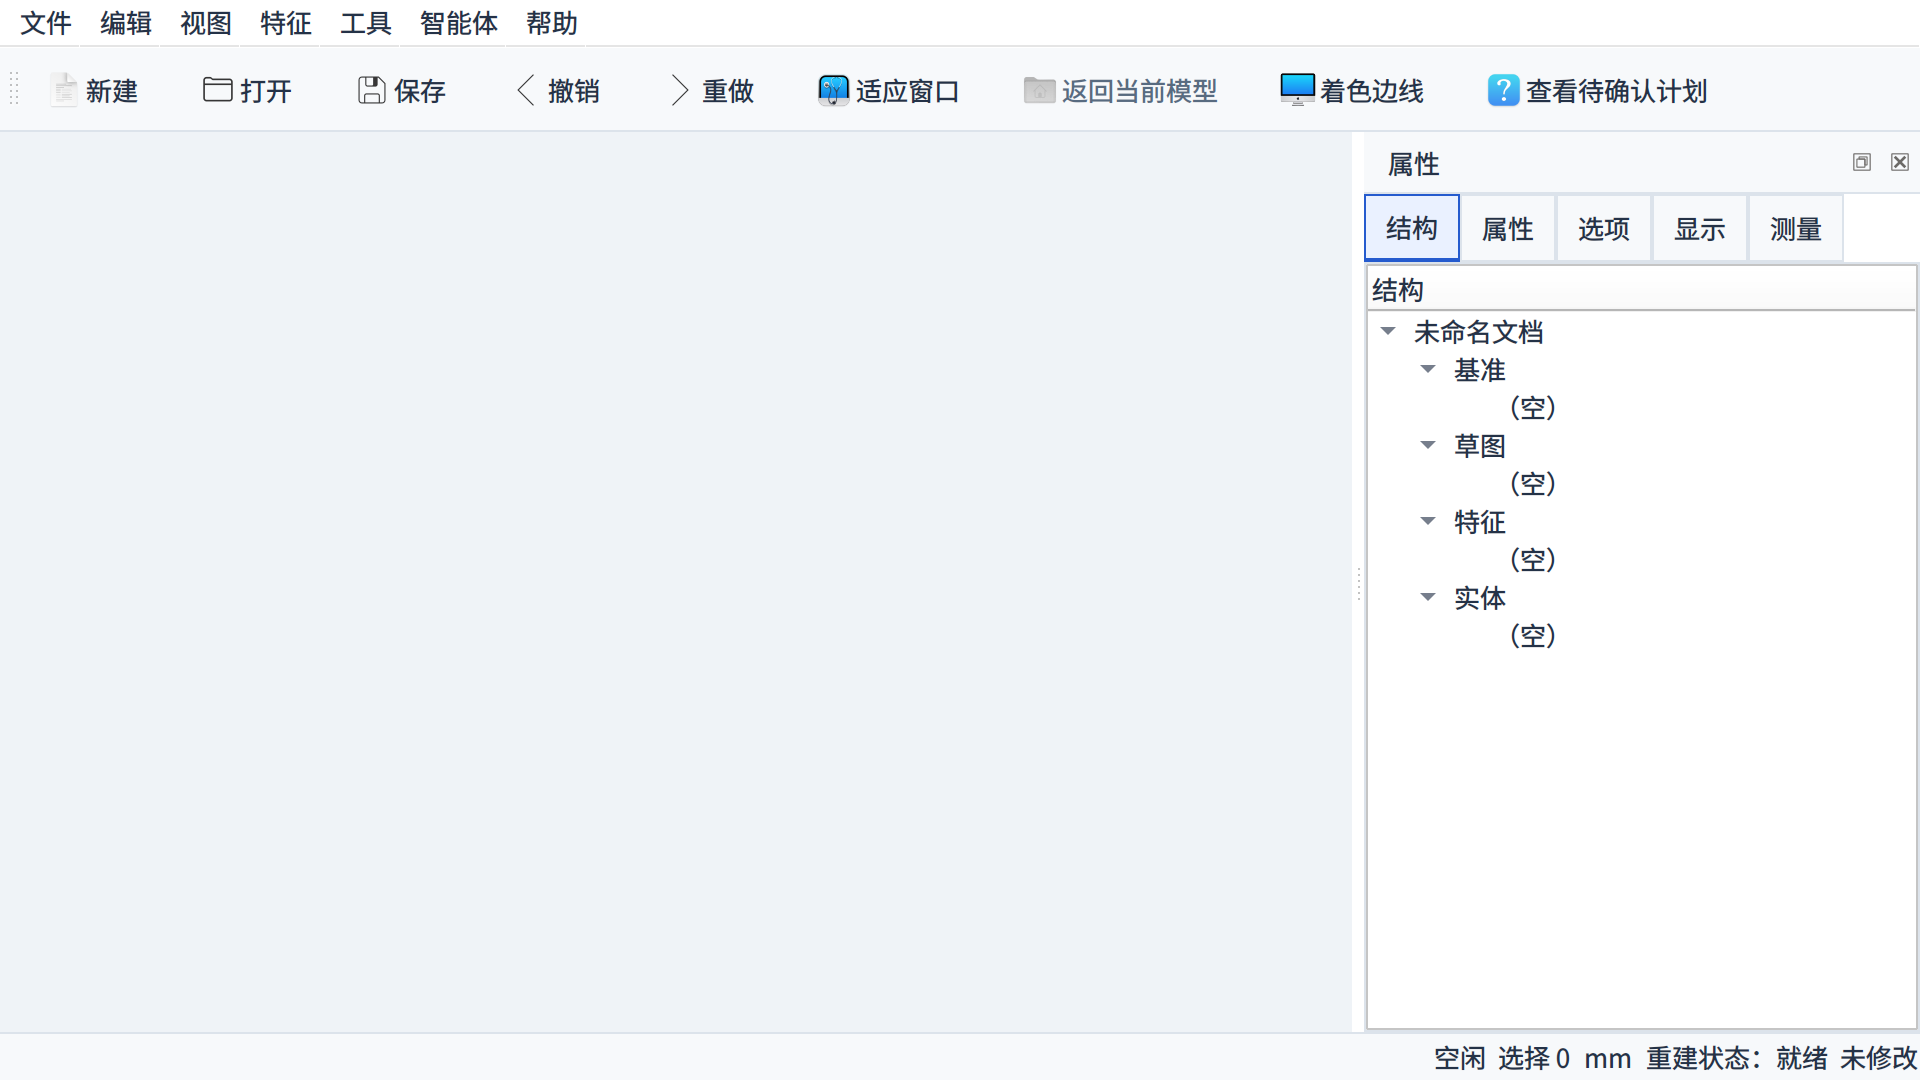 文件 编辑 视图 特征 工具 智能体 帮助
新建 打开 保存 撤销 重做 适应窗口 返回当前模型 着色边线 查看待确认计划
属性
结构 属性 选项 显示 测量
结构
未命名文档
基准
（空）
草图
（空）
特征
（空）
实体
（空）
空闲 选择 0 mm 重建状态：就绪 未修改